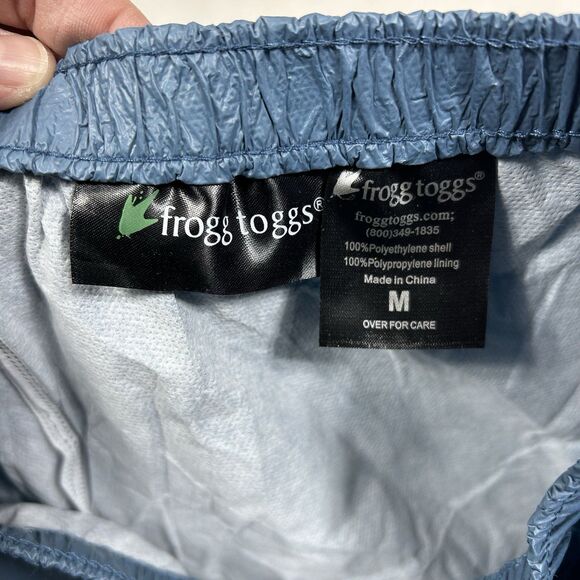 frogg toggs®
frogg toggs®
froggtoggs.com;
(800)349-1835
100%Polyethylene shell
100%Polypropylene lining
Made in China
M
OVER FOR CARE